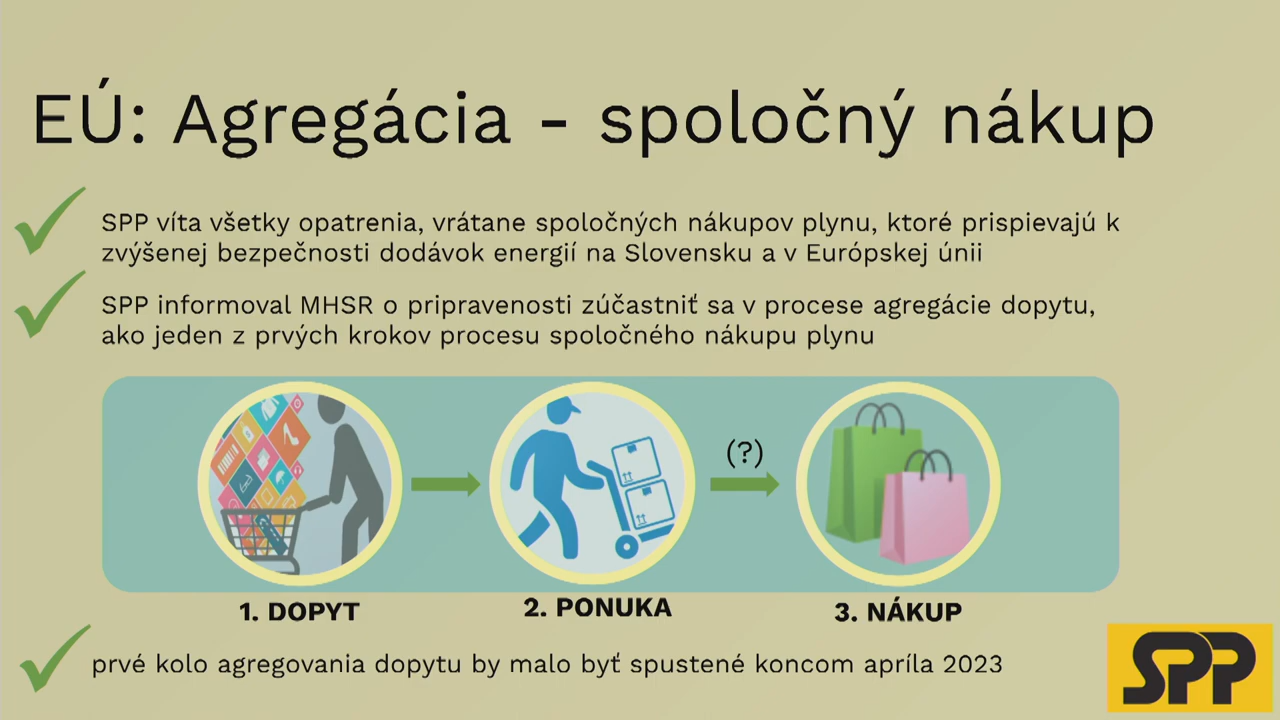 EÚ: Agregácia - spoločný nákup
SPP víta všetky opatrenia, vrátane spoločných nákupov plynu, ktoré prispievajú k
zvýšenej bezpečnosti dodávok energií na Slovensku a v Európskej únii
SPP informoval MHSR o pripravenosti zúčastniť sa v procese agregácie dopytu,
ako jeden z prvých krokov procesu spoločného nákupu plynu
(?)
1. DOPYT
2. PONUKA
3. NÁKUP
prvé kolo agregovania dopytu by malo byť spustené koncom apríla 2023
SPP